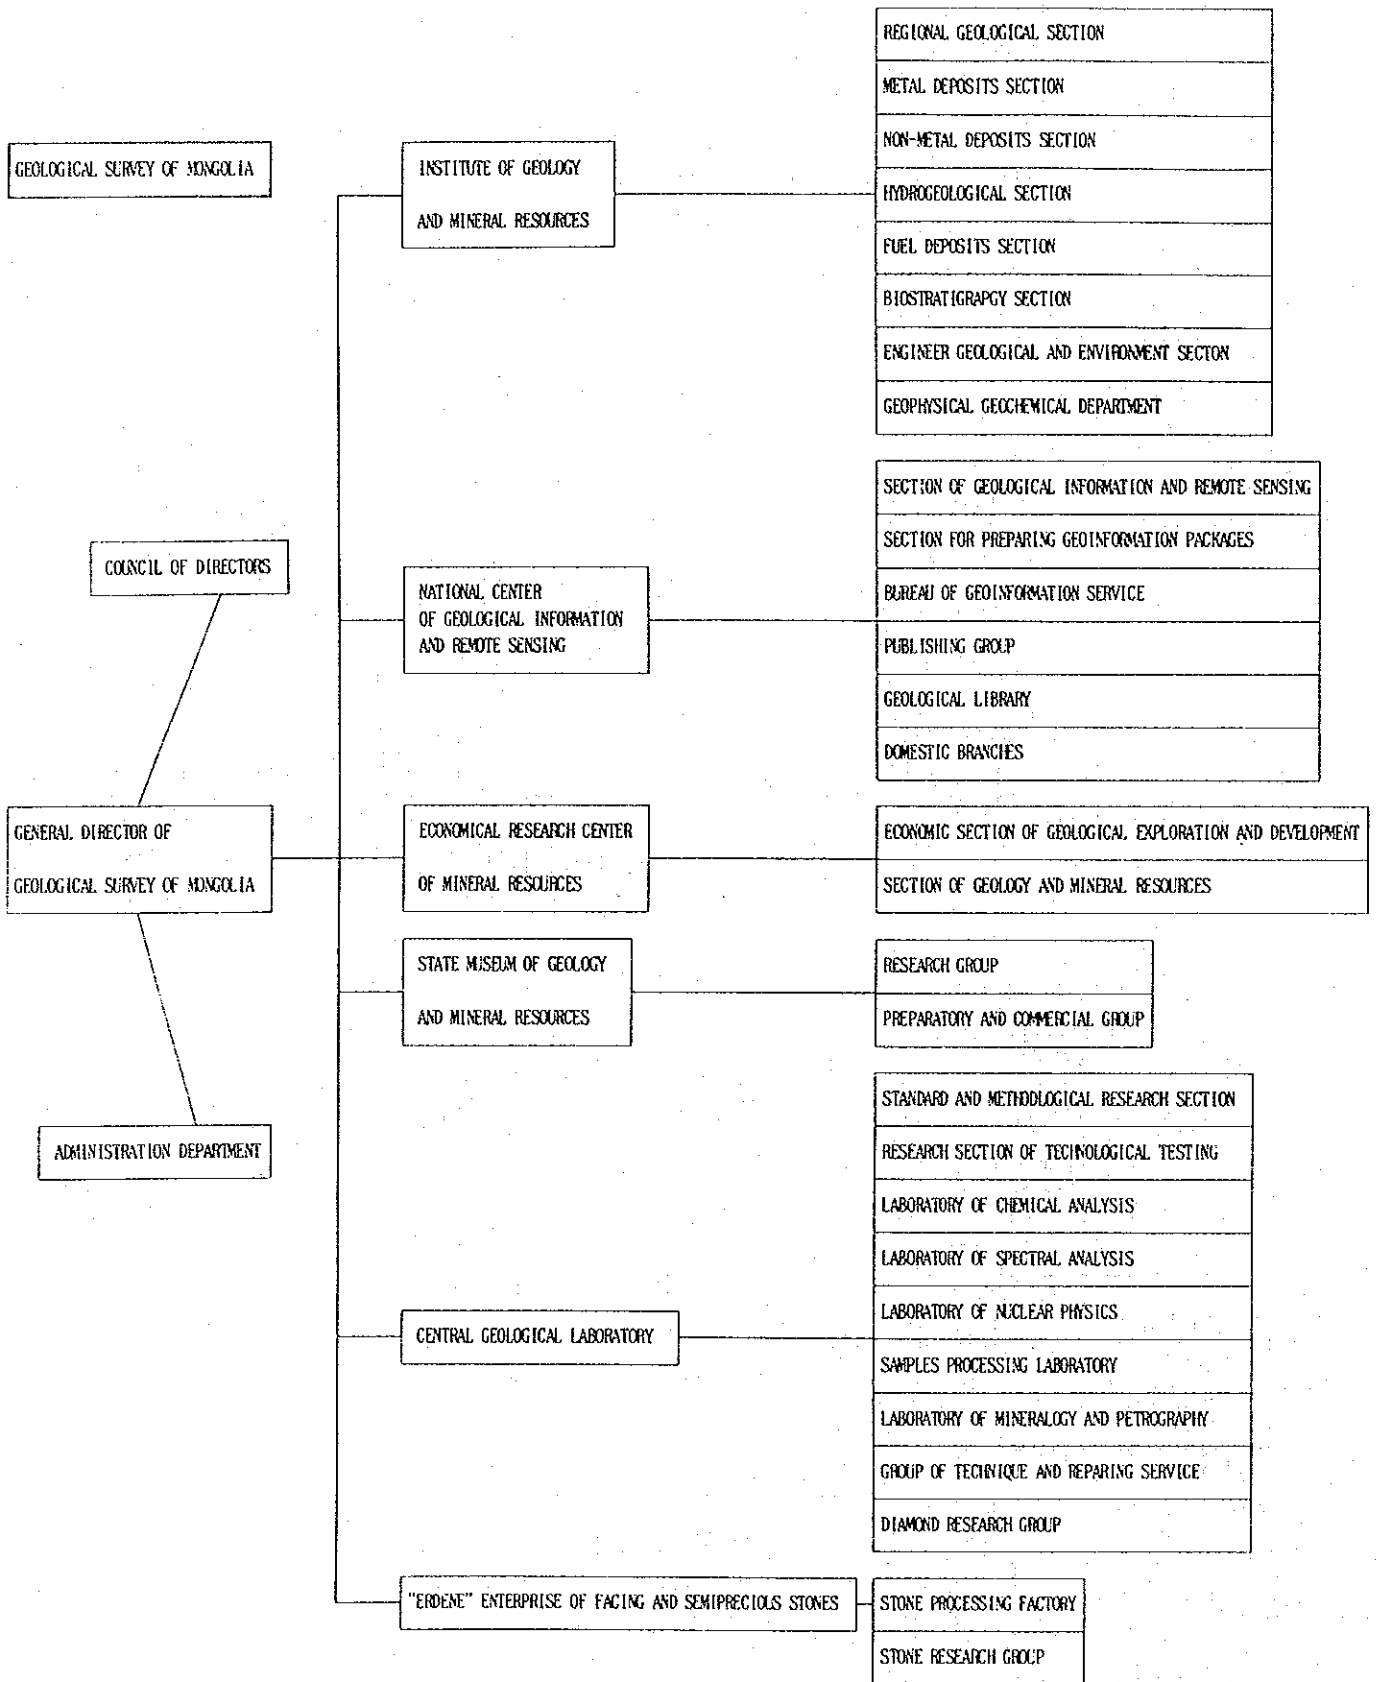 GEOLOGICAL SURVEY OF MONGOLIA
COUNCIL OF DIRECTORS
GENERAL DIRECTOR OF
GEOLOGICAL SURVEY OF MONGOLIA
ADMINISTRATION DEPARTMENT
INSTITUTE OF GEOLOGY
AND MINERAL RESOURCES
REGIONAL GEOLOGICAL SECTION
METAL DEPOSITS SECTION
NON-METAL DEPOSITS SECTION
HYDROGEOLOGICAL SECTION
FUEL DEPOSITS SECTION
BIOSTRATIGRAPGY SECTION
ENGINEER GEOLOGICAL AND ENVIRONMENT SECTON
GEOPHYSICAL GEOCHEMICAL DEPARTMENT
NATIONAL CENTER
OF GEOLOGICAL INFORMATION
AND REMOTE SENSING
SECTION OF GEOLOGICAL INFORMATION AND REMOTE SENSING
SECTION FOR PREPARING GEOINFORMATION PACKAGES
BUREAU OF GEOINFORMATION SERVICE
PUBLISHING GROUP
GEOLOGICAL LIBRARY
DOMESTIC BRANCHES
ECONOMICAL RESEARCH CENTER
OF MINERAL RESOURCES
ECONOMIC SECTION OF GEOLOGICAL EXPLORATION AND DEVELOPMENT
SECTION OF GEOLOGY AND MINERAL RESOURCES
STATE MUSEUM OF GEOLOGY
AND MINERAL RESOURCES
RESEARCH GROUP
PREPARATORY AND COMMERCIAL GROUP
CENTRAL GEOLOGICAL LABORATORY
STANDARD AND METHODLOGICAL RESEARCH SECTION
RESEARCH SECTION OF TECHNOLOGICAL TESTING
LABORATORY OF CHEMICAL ANALYSIS
LABORATORY OF SPECTRAL ANALYSIS
LABORATORY OF NUCLEAR PHYSICS
SAMPLES PROCESSING LABORATORY
LABORATORY OF MINERALOGY AND PETROGRAPHY
GROUP OF TECHNIQUE AND REPARING SERVICE
DIAMOND RESEARCH GROUP
"ERDENE" ENTERPRISE OF FACING AND SEMIPRECIOUS STONES
STONE PROCESSING FACTORY
STONE RESEARCH GROUP